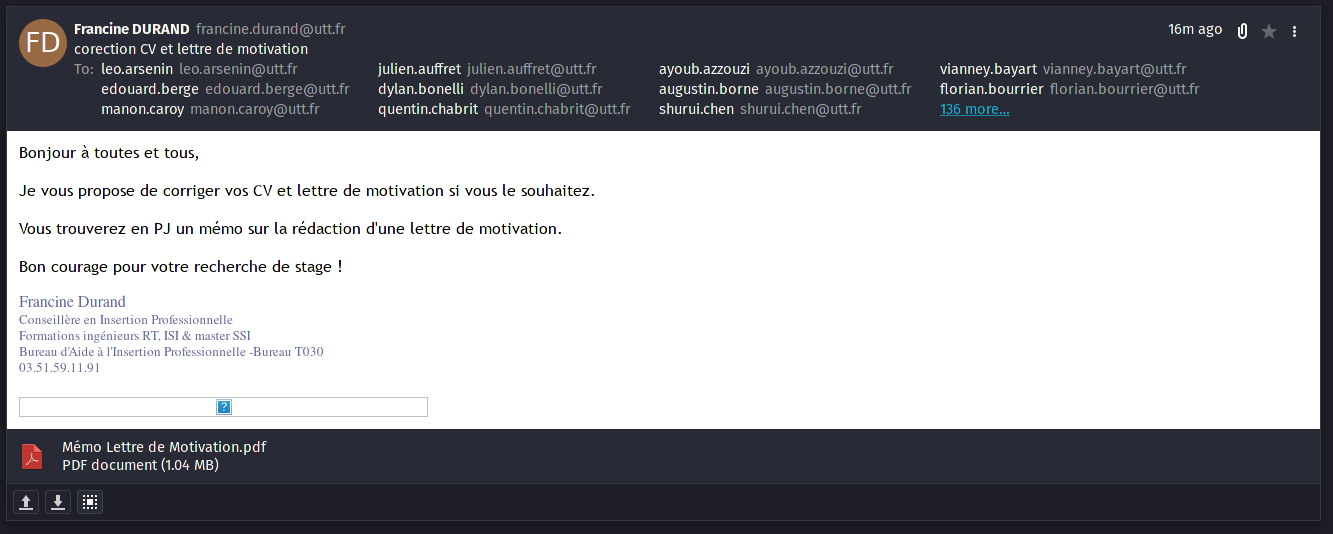 FD
Francine DURAND francine.durand@utt.fr 16m ago
corection CV et lettre de motivation
To: leo.arsenin leo.arsenin@utt.fr julien.auffret julien.auffret@utt.fr ayoub.azzouzi ayoub.azzouzi@utt.fr vianney.bayart vianney.bayart@utt.fr
edouard.berge edouard.berge@utt.fr dylan.bonelli dylan.bonelli@utt.fr augustin.borne augustin.borne@utt.fr florian.bourrier florian.bourrier@utt.fr
manon.caroy manon.caroy@utt.fr quentin.chabrit quentin.chabrit@utt.fr shurui.chen shurui.chen@utt.fr 136 more...
Bonjour à toutes et tous,
Je vous propose de corriger vos CV et lettre de motivation si vous le souhaitez.
Vous trouverez en PJ un mémo sur la rédaction d'une lettre de motivation.
Bon courage pour votre recherche de stage !
Francine Durand
Conseillère en Insertion Professionnelle
Formations ingénieurs RT, ISI & master SSI
Bureau d'Aide à l'Insertion Professionnelle -Bureau T030
03.51.59.11.91
?
Mémo Lettre de Motivation.pdf
PDF document (1.04 MB)